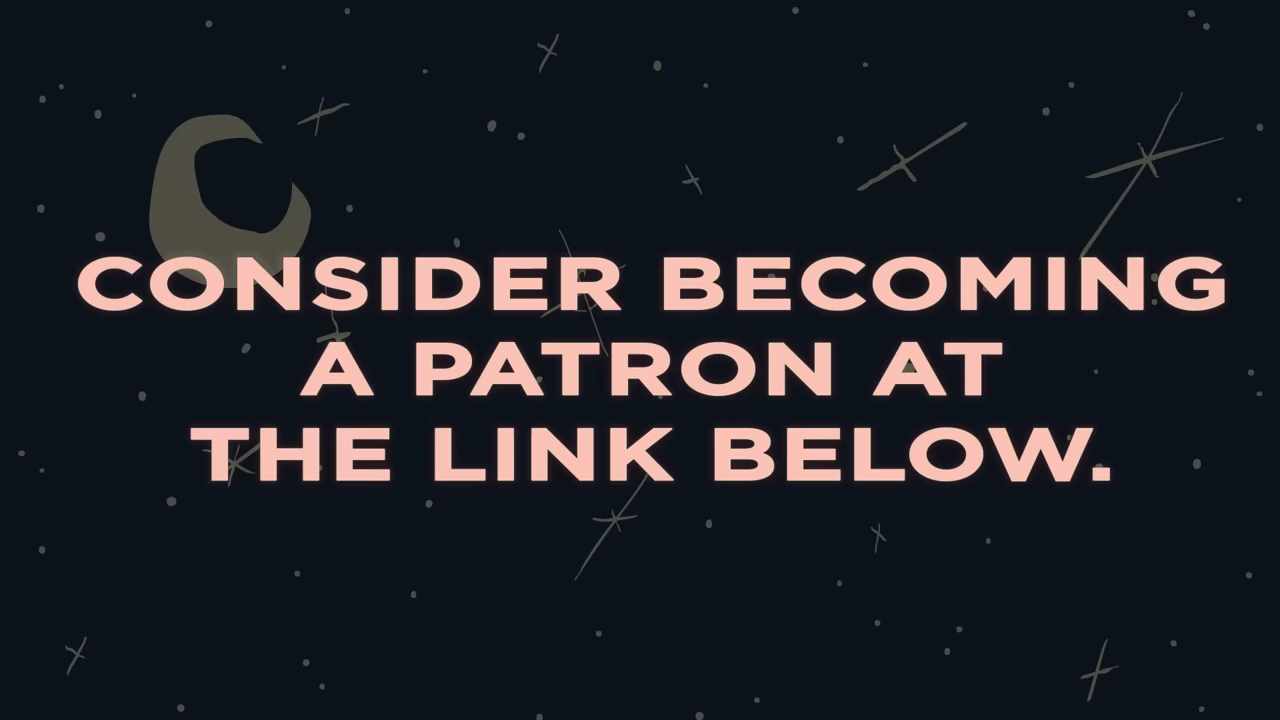 CONSIDER BECOMING
A PATRON AT
THE LINK BELOW.